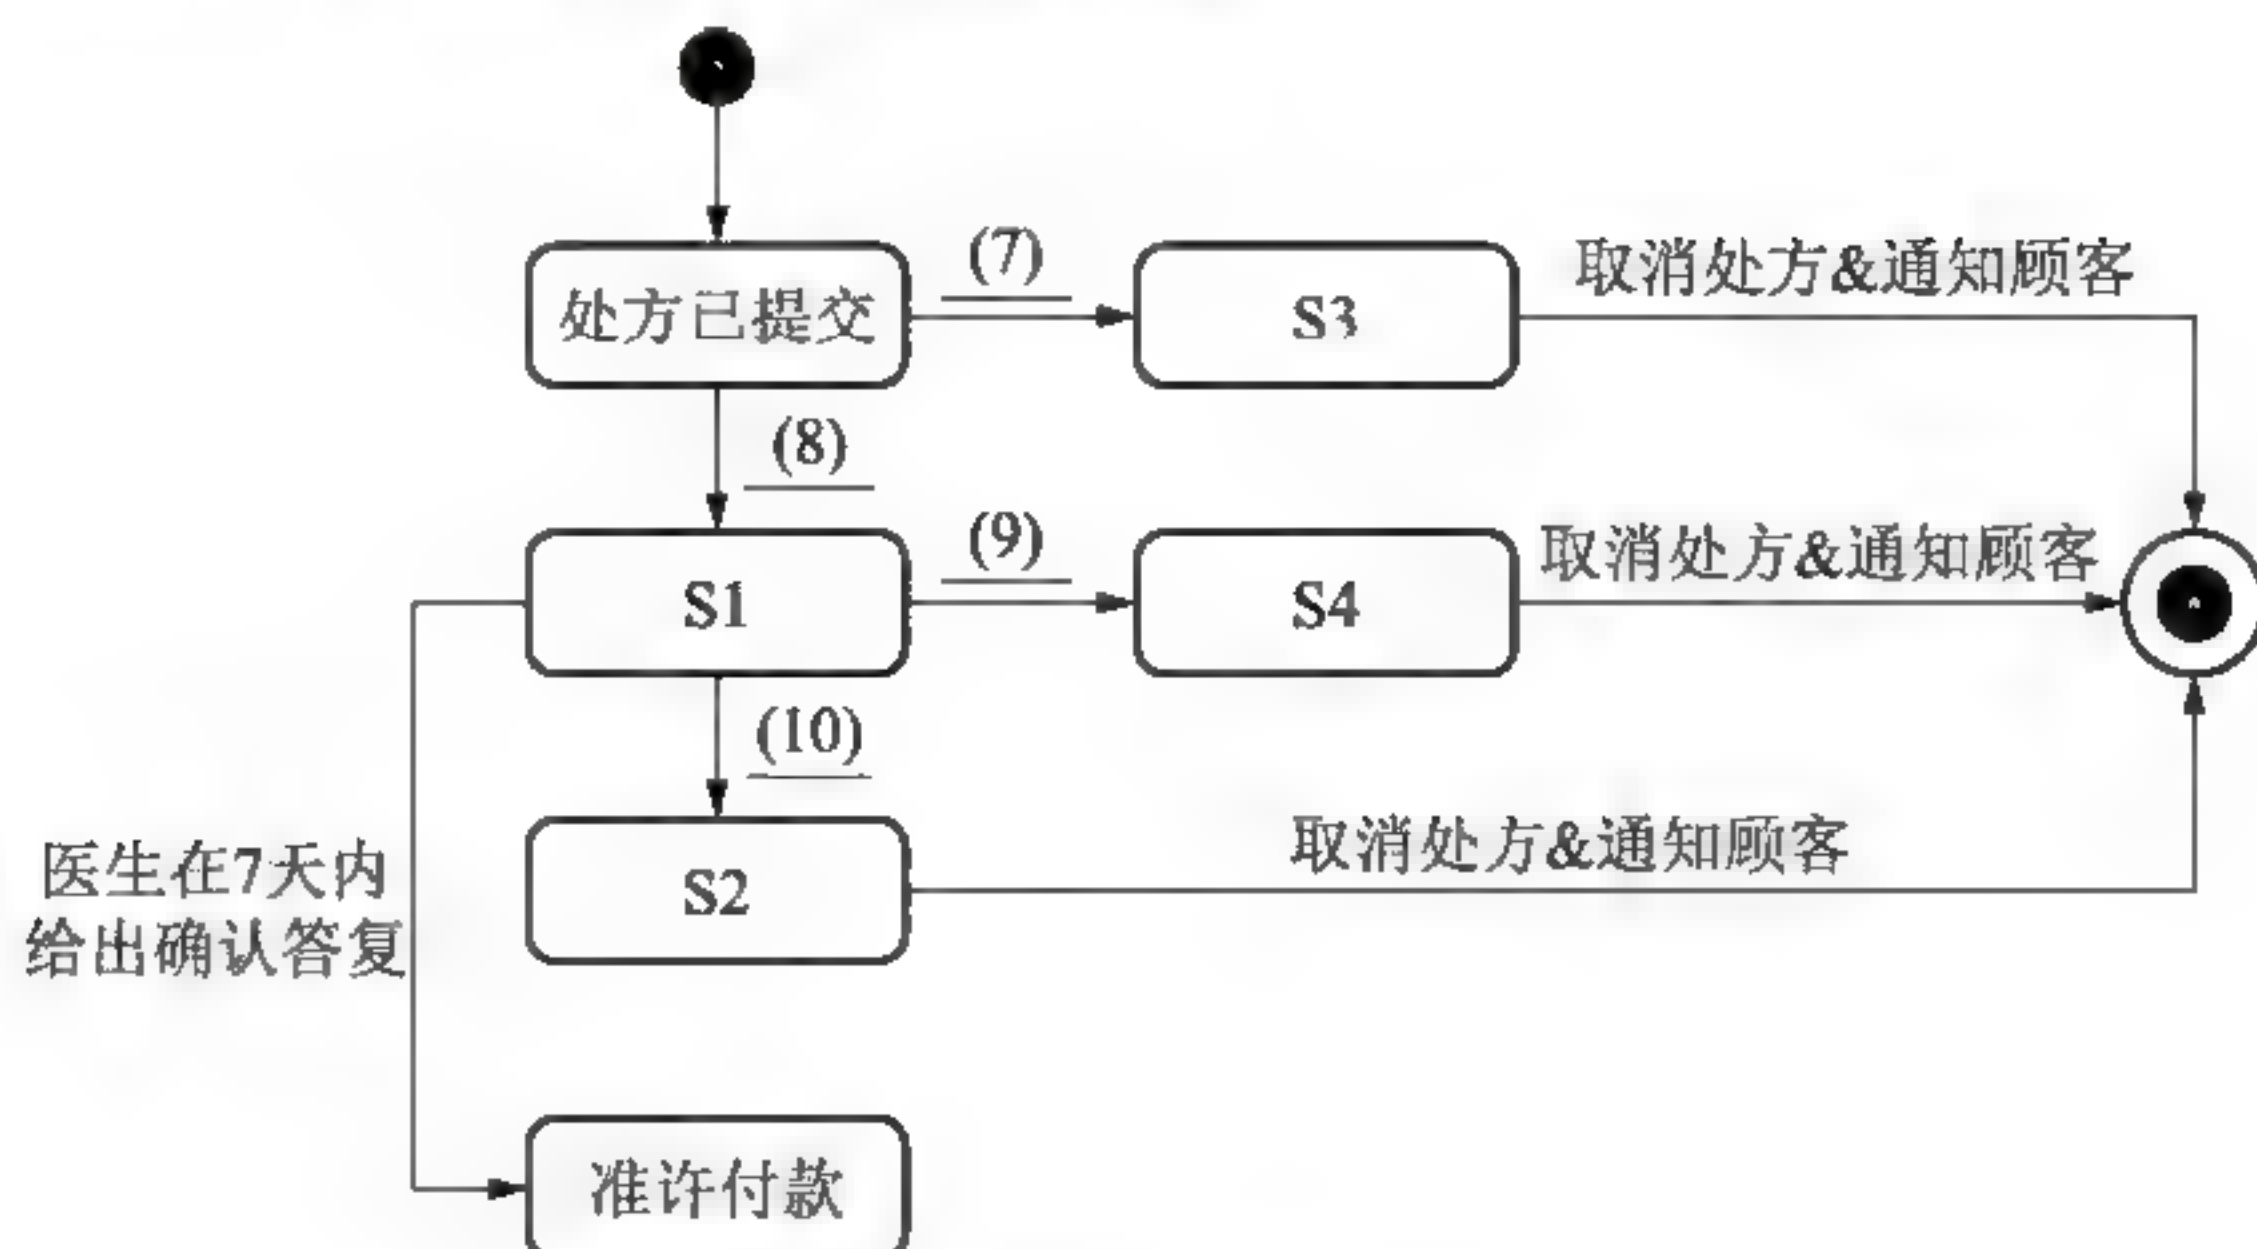 处方已提交
(7)
S3
取消处方&通知顾客
(8)
S1
(9)
S4
取消处方&通知顾客
(10)
S2
取消处方&通知顾客
医生在7天内
给出确认答复
准许付款